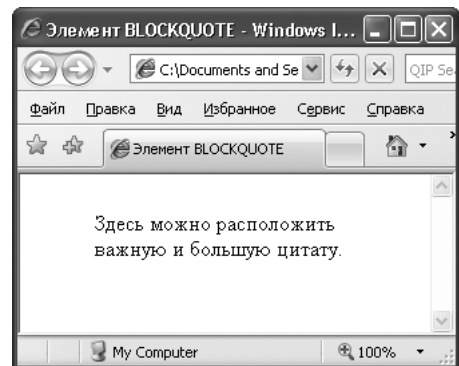 Элемент BLOCKQUOTE - Windows I...
C:\Documents and Se
QIP Se
Файл Правка Вид Избранное Сервис Справка
Элемент BLOCKQUOTE
Здесь можно расположить
важную и большую цитату.
My Computer 100%